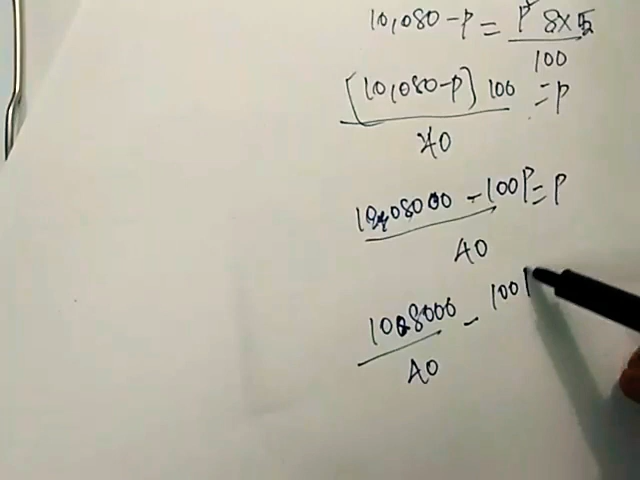 10,080 - P = P 8 x 5
100
[10,080-P] 100 = P
40
1008000 - 100P = P
40
1008000 - 100
40